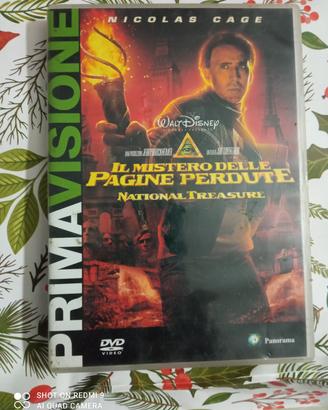 NICOLAS CAGE
PRIMAVISIONE
WALT DISNEY
IL MISTERO DELLE
PAGINE PERDUTE
NATIONAL TREASURE
DVD
VIDEO
Panorama
SHOT ON REDMI 9
AI QUAD CAMERA